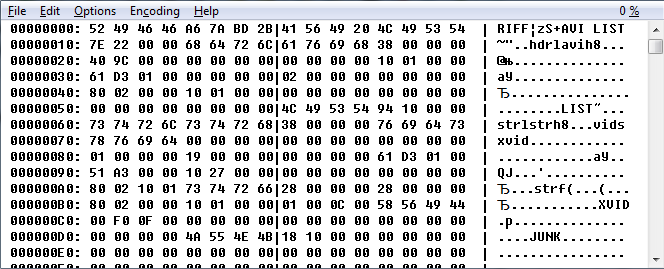 File Edit Options Encoding Help 0 %
00000000: 52 49 46 46 A6 7A BD 2B|41 56 49 20 4C 49 53 54 | RIFF¦zS+AVI LIST
00000010: 7E 22 00 00 68 64 72 6C|61 76 69 68 38 00 00 00 | ~"..hdrlavih8...
00000020: 40 9C 00 00 00 00 00 00|00 00 00 00 10 01 00 00 | @њ..............
00000030: 61 D3 01 00 00 00 00 00|02 00 00 00 00 00 00 00 | aУ..............
00000040: 80 02 00 00 10 01 00 00|00 00 00 00 00 00 00 00 | Ђ...............
00000050: 00 00 00 00 00 00 00 00|4C 49 53 54 94 10 00 00 | ........LIST”...
00000060: 73 74 72 6C 73 74 72 68|38 00 00 00 76 69 64 73 | strlstrh8...vids
00000070: 78 76 69 64 00 00 00 00|00 00 00 00 00 00 00 00 | xvid............
00000080: 01 00 00 00 19 00 00 00|00 00 00 00 61 D3 01 00 | ............aУ..
00000090: 51 A3 00 00 10 27 00 00|00 00 00 00 00 00 00 00 | QJ...'..........
000000A0: 80 02 10 01 73 74 72 66|28 00 00 00 28 00 00 00 | Ђ...strf(...(...
000000B0: 80 02 00 00 10 01 00 00|01 00 0C 00 58 56 49 44 | Ђ...........XVID
000000C0: 00 F0 0F 00 00 00 00 00|00 00 00 00 00 00 00 00 | .р..............
000000D0: 00 00 00 00 4A 55 4E 4B|18 10 00 00 00 00 00 00 | ....JUNK........
000000E0: 00 00 00 00 00 00 00 00|00 00 00 00 00 00 00 00 | ................